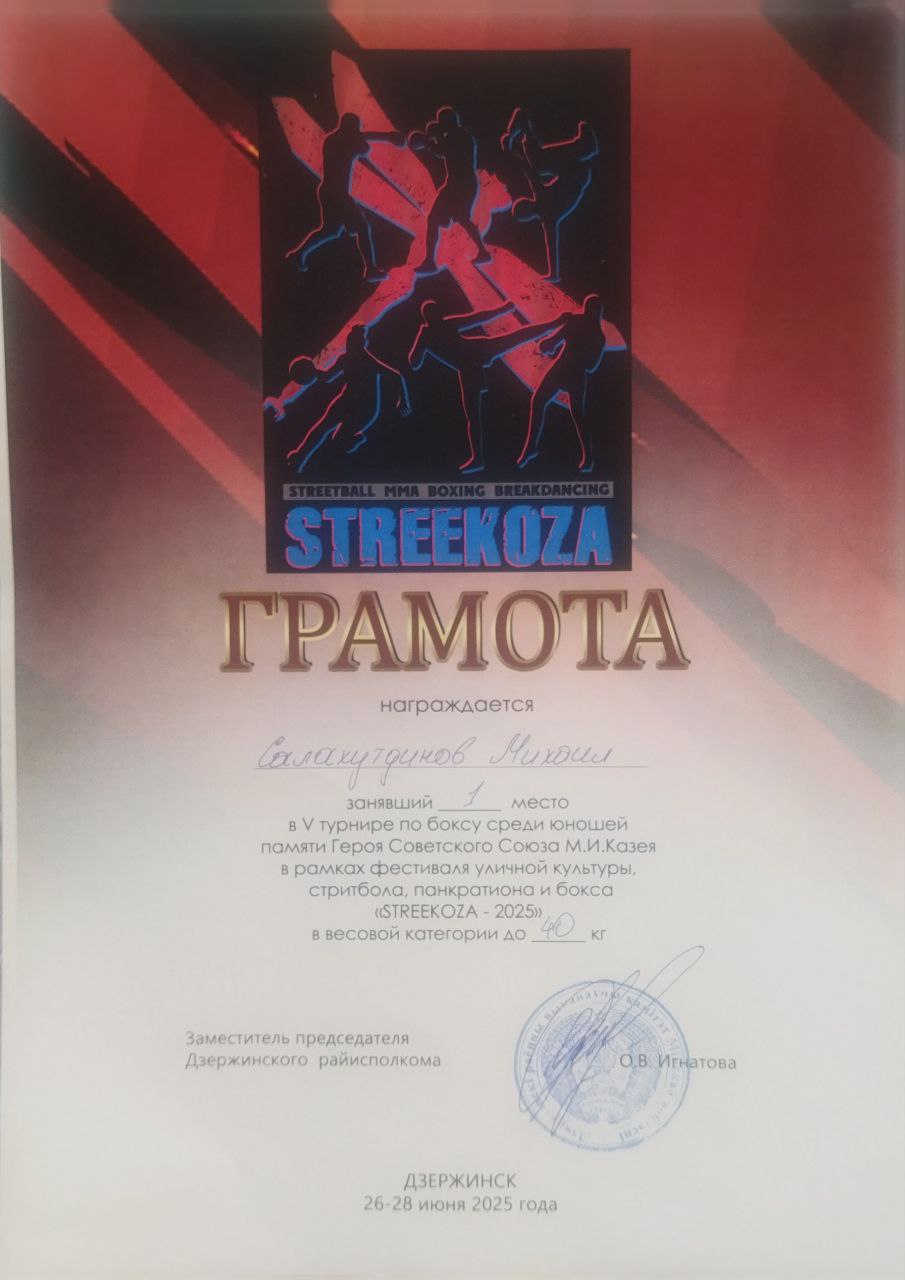 STREETBALL MMA BOXING BREAKDANCING
STREEKOZA
ГРАМОТА
награждается
Салахутдинов Михаил
занявший 1 место
в V турнире по боксу среди юношей
памяти Героя Советского Союза М.И.Казея
в рамках фестиваля уличной культуры,
стритбола, панкратиона и бокса
«STREEKOZA - 2025»
в весовой категории до 40 кг
Заместитель председателя
Дзержинского райисполкома
О.В. Игнатова
выканаўчы камітэт
ДЗЕРЖИНСК
26-28 июня 2025 года